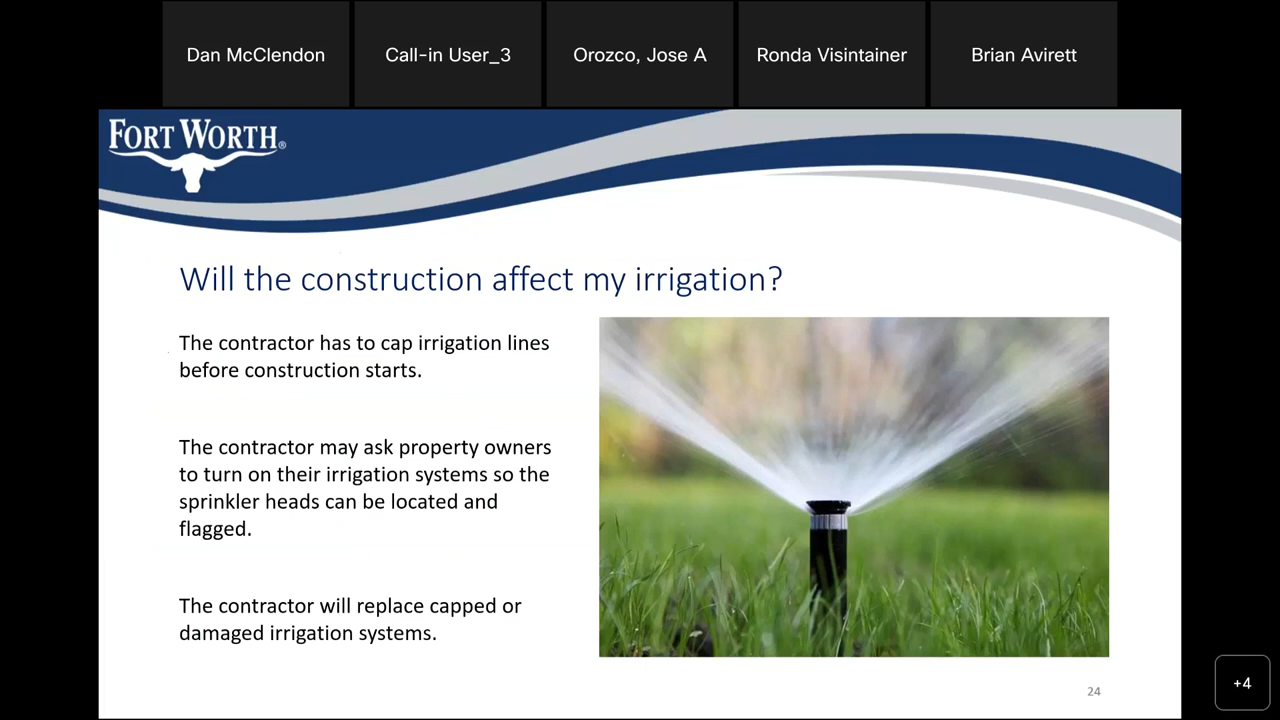 Dan McClendon
Call-in User_3
Orozco, Jose A
Ronda Visintainer
Brian Avirett
FORT WORTH®
Will the construction affect my irrigation?
The contractor has to cap irrigation lines
before construction starts.
The contractor may ask property owners
to turn on their irrigation systems so the
sprinkler heads can be located and
flagged.
The contractor will replace capped or
damaged irrigation systems.
24
+4